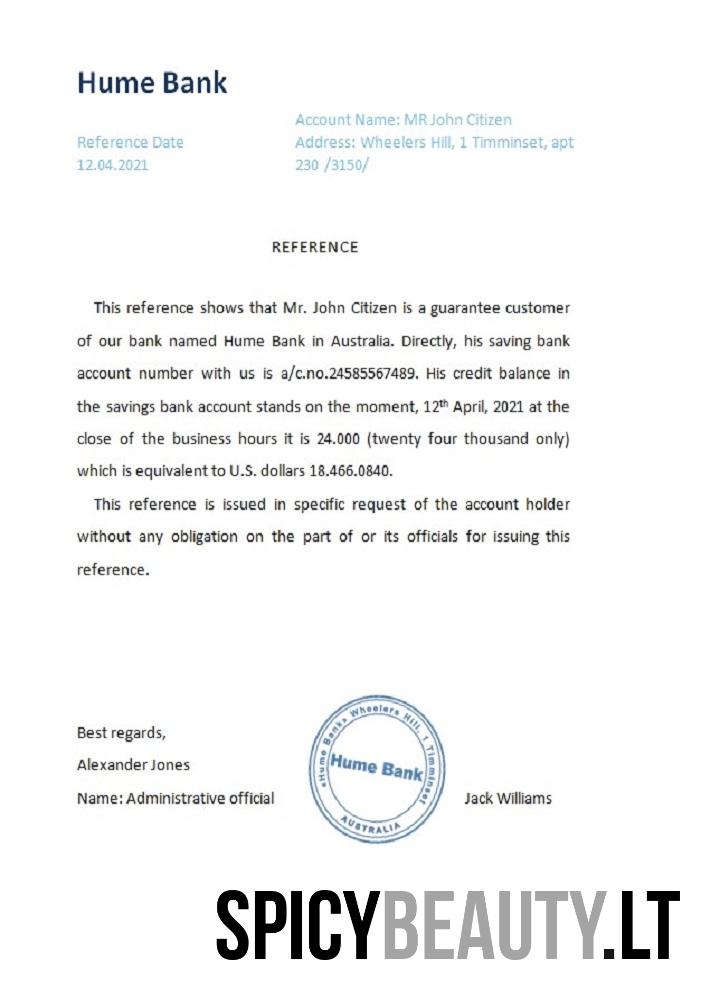 Hume Bank
Account Name: MR John Citizen
Reference Date
Address: Wheelers Hill, 1 Timminset, apt
12.04.2021
230 /3150/
REFERENCE
This reference shows that Mr. John Citizen is a guarantee customer
of our bank named Hume Bank in Australia. Directly, his saving bank
account number with us is a/c.no.24585567489. His credit balance in
the savings bank account stands on the moment, 12th April, 2021 at the
close of the business hours it is 24.000 (twenty four thousand only)
which is equivalent to U.S. dollars 18.466.0840.
This reference is issued in specific request of the account holder
without any obligation on the part of or its officials for issuing this
reference.
Best regards,
Alexander Jones
Name: Administrative official
«Hume Bank» Wheelers Hill, 1 Timminset
Hume Bank
AUSTRALIA
Jack Williams
SPICYBEAUTY.LT